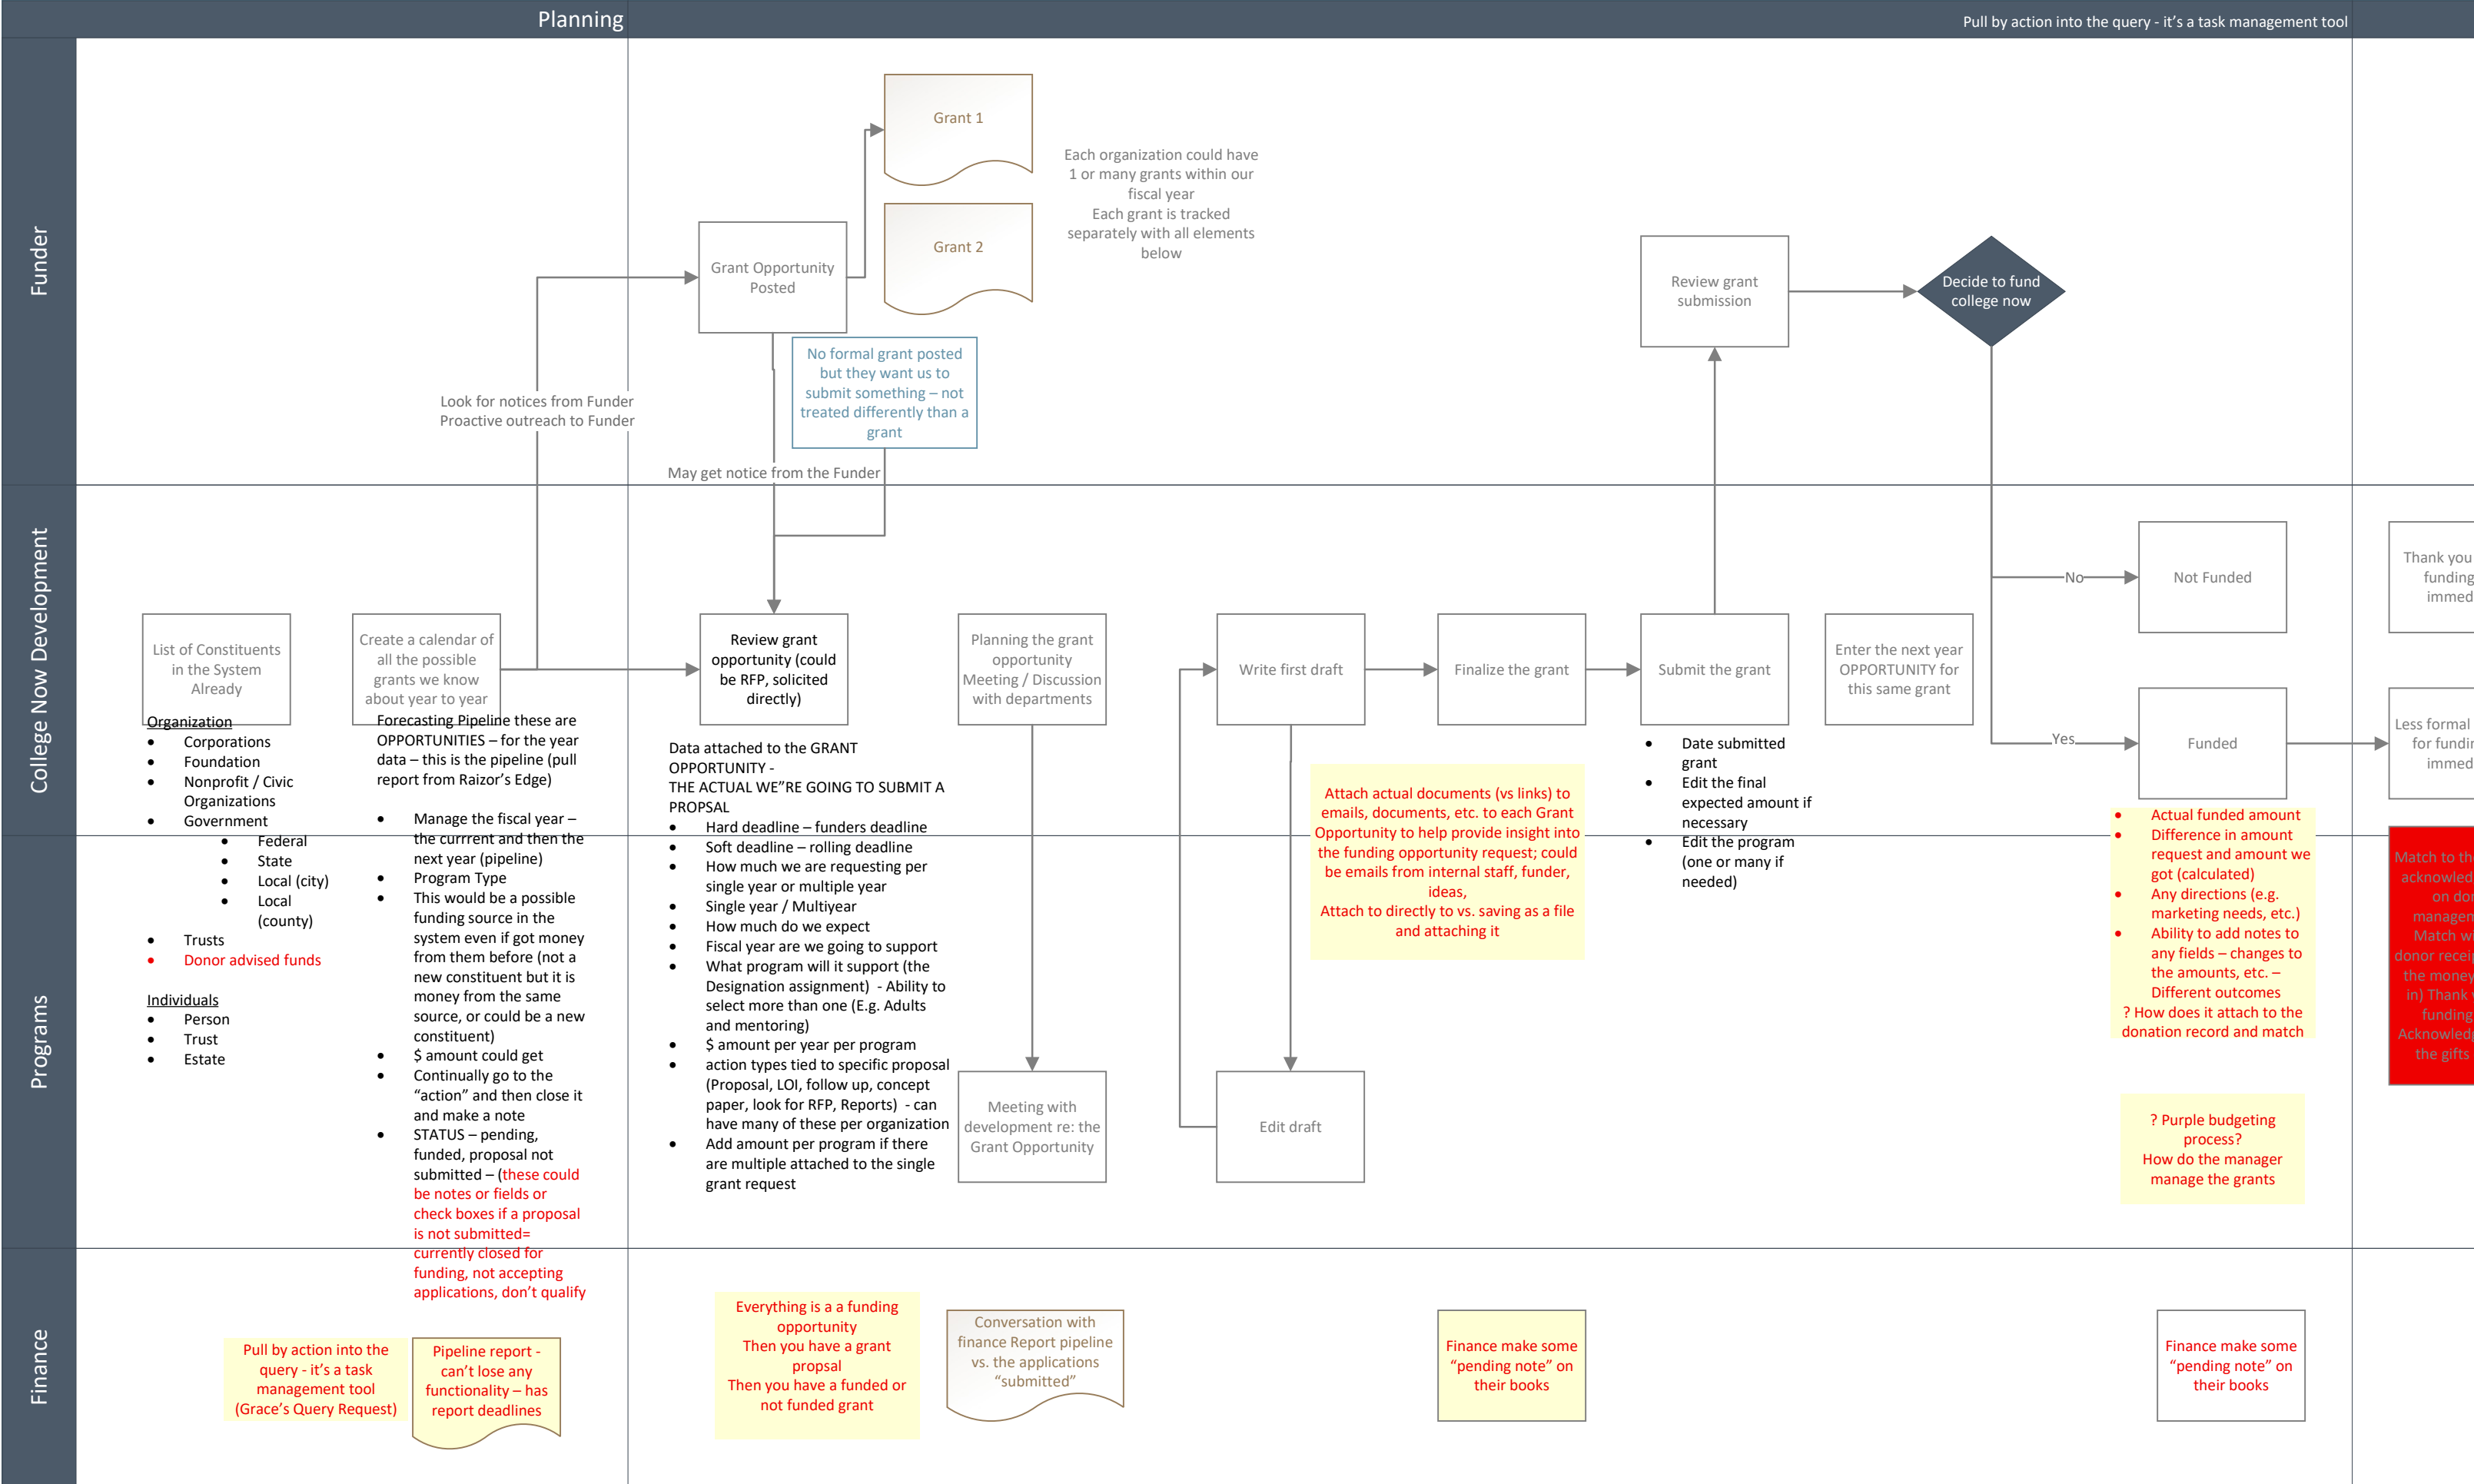 Planning
Pull by action into the query - it’s a task management tool
Funder
Grant 1
Each organization could have
1 or many grants within our
fiscal year
Each grant is tracked
separately with all elements
below
Grant 2
Grant Opportunity
Posted
Review grant
submission
Decide to fund
college now
No formal grant posted
but they want us to
submit something – not
treated differently than a
grant
Look for notices from Funder
Proactive outreach to Funder
May get notice from the Funder
College Now Development
List of Constituents
in the System
Already
Organization
• Corporations
• Foundation
• Nonprofit / Civic
Organizations
• Government
• Federal
• State
• Local (city)
• Local
(county)
• Trusts
• Donor advised funds
Individuals
• Person
• Trust
• Estate
Create a calendar of
all the possible
grants we know
about year to year
Forecasting Pipeline these are
OPPORTUNITIES – for the year
data – this is the pipeline (pull
report from Raizor’s Edge)
• Manage the fiscal year –
the currrent and then the
next year (pipeline)
• Program Type
• This would be a possible
funding source in the
system even if got money
from them before (not a
new constituent but it is
money from the same
source, or could be a new
constituent)
• $ amount could get
• Continually go to the
“action” and then close it
and make a note
• STATUS – pending,
funded, proposal not
submitted – (these could
be notes or fields or
check boxes if a proposal
is not submitted=
currently closed for
funding, not accepting
applications, don’t qualify
Review grant
opportunity (could
be RFP, solicited
directly)
Data attached to the GRANT
OPPORTUNITY -
THE ACTUAL WE”RE GOING TO SUBMIT A
PROPSAL
• Hard deadline – funders deadline
• Soft deadline – rolling deadline
• How much we are requesting per
single year or multiple year
• Single year / Multiyear
• How much do we expect
• Fiscal year are we going to support
• What program will it support (the
Designation assignment)  - Ability to
select more than one (E.g. Adults
and mentoring)
• $ amount per year per program
• action types tied to specific proposal
(Proposal, LOI, follow up, concept
paper, look for RFP, Reports)  - can
have many of these per organization
• Add amount per program if there
are multiple attached to the single
grant request
Planning the grant
opportunity
Meeting / Discussion
with departments
Write first draft
Finalize the grant
Submit the grant
Enter the next year
OPPORTUNITY for
this same grant
No
Not Funded
Yes
Funded
Thank you
funding
immed
Less formal
for fundin
immed
Attach actual documents (vs links) to
emails, documents, etc. to each Grant
Opportunity to help provide insight into
the funding opportunity request; could
be emails from internal staff, funder,
ideas,
Attach to directly to vs. saving as a file
and attaching it
• Date submitted
grant
• Edit the final
expected amount if
necessary
• Edit the program
(one or many if
needed)
• Actual funded amount
• Difference in amount
request and amount we
got (calculated)
• Any directions (e.g.
marketing needs, etc.)
• Ability to add notes to
any fields – changes to
the amounts, etc. –
Different outcomes
? How does it attach to the
donation record and match
Match to the
acknowled
on don
managem
Match wi
donor receip
the money
in) Thank
funding
Acknowled
the gifts
Programs
Meeting with
development re: the
Grant Opportunity
Edit draft
? Purple budgeting
process?
How do the manager
manage the grants
Finance
Pull by action into the
query - it’s a task
management tool
(Grace’s Query Request)
Pipeline report -
can’t lose any
functionality – has
report deadlines
Everything is a a funding
opportunity
Then you have a grant
propsal
Then you have a funded or
not funded grant
Conversation with
finance Report pipeline
vs. the applications
“submitted”
Finance make some
“pending note” on
their books
Finance make some
“pending note” on
their books